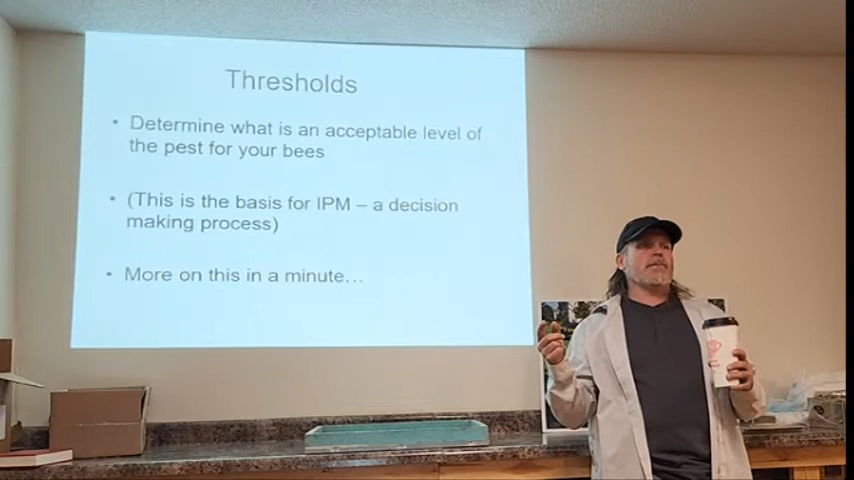 Thresholds
• Determine what is an acceptable level of
the pest for your bees
• (This is the basis for IPM – a decision
making process)
• More on this in a minute…